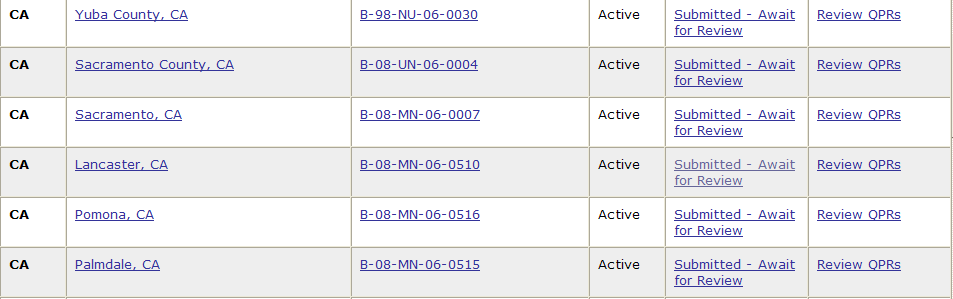 CA Yuba County, CA B-98-NU-06-0030 Active Submitted - Await for Review Review QPRs
CA Sacramento County, CA B-08-UN-06-0004 Active Submitted - Await for Review Review QPRs
CA Sacramento, CA B-08-MN-06-0007 Active Submitted - Await for Review Review QPRs
CA Lancaster, CA B-08-MN-06-0510 Active Submitted - Await for Review Review QPRs
CA Pomona, CA B-08-MN-06-0516 Active Submitted - Await for Review Review QPRs
CA Palmdale, CA B-08-MN-06-0515 Active Submitted - Await for Review Review QPRs